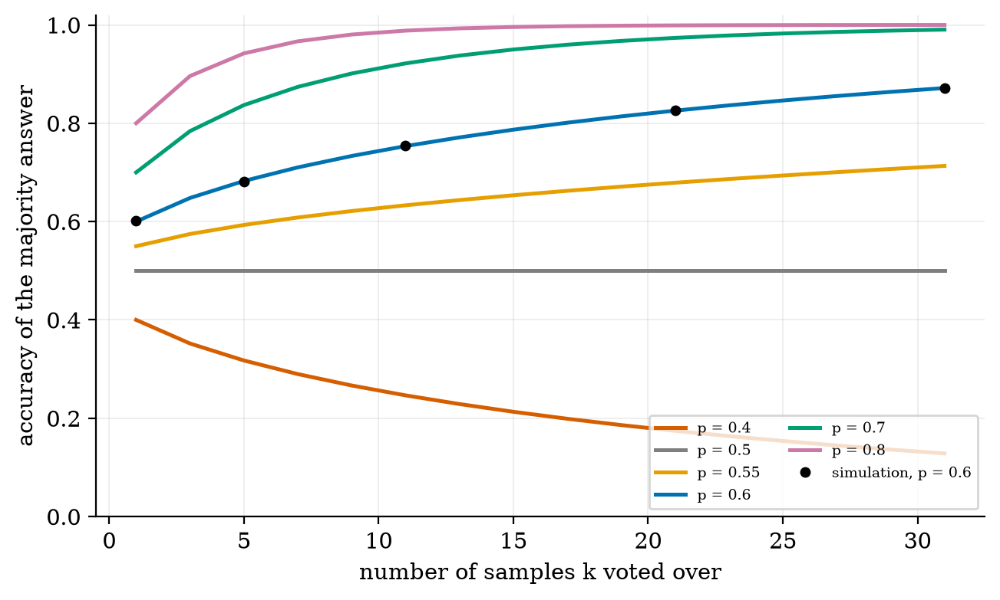 accuracy of the majority answer
1.0
0.8
0.6
0.4
0.2
0.0
0 5 10 15 20 25 30
number of samples k voted over
p = 0.4
p = 0.5
p = 0.55
p = 0.6
p = 0.7
p = 0.8
simulation, p = 0.6